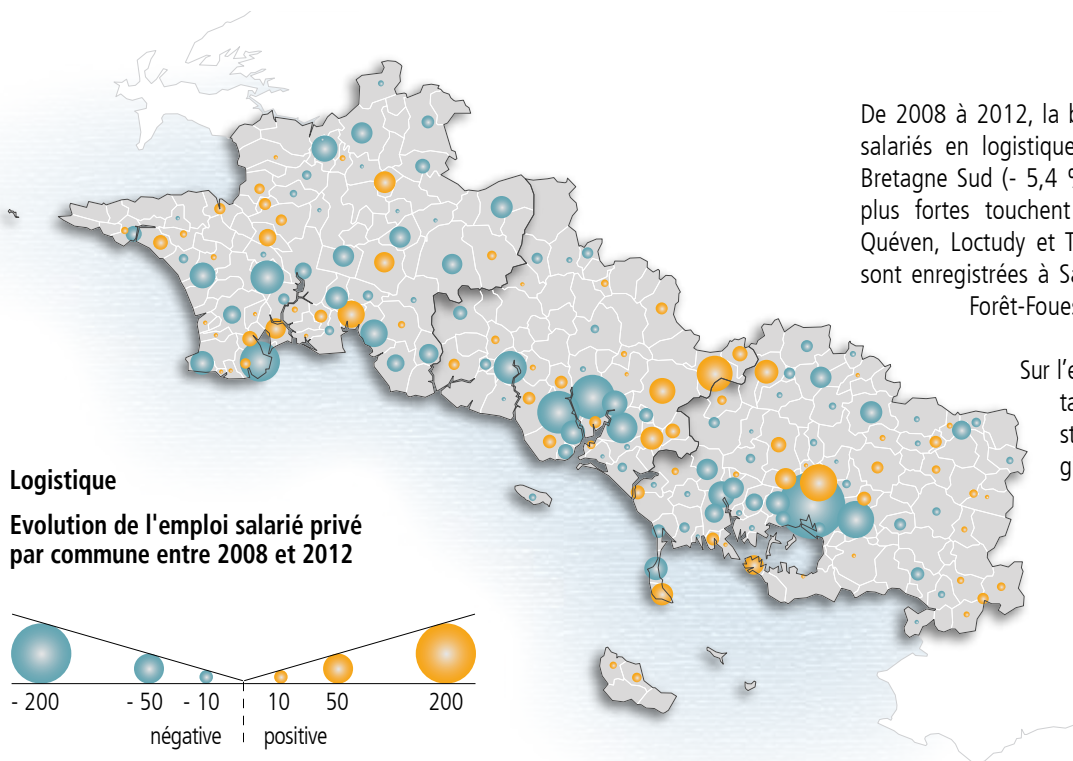 De 2008 à 2012, la b
salariés en logistique
Bretagne Sud (- 5,4 %
plus fortes touchent
Quéven, Loctudy et T
sont enregistrées à Sa
Forêt-Foues
Sur l'e
ta
st
g
Logistique
Evolution de l'emploi salarié privé
par commune entre 2008 et 2012
- 200 - 50 - 10 10 50 200
négative positive